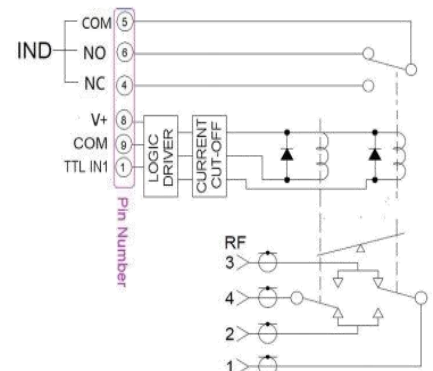 COM 5
IND NO 6
NC 4
V+ 8
COM 9
TTL IN1 1
LOGIC DRIVER
CURRENT CUT-OFF
Pin Number
RF
3
4
2
1